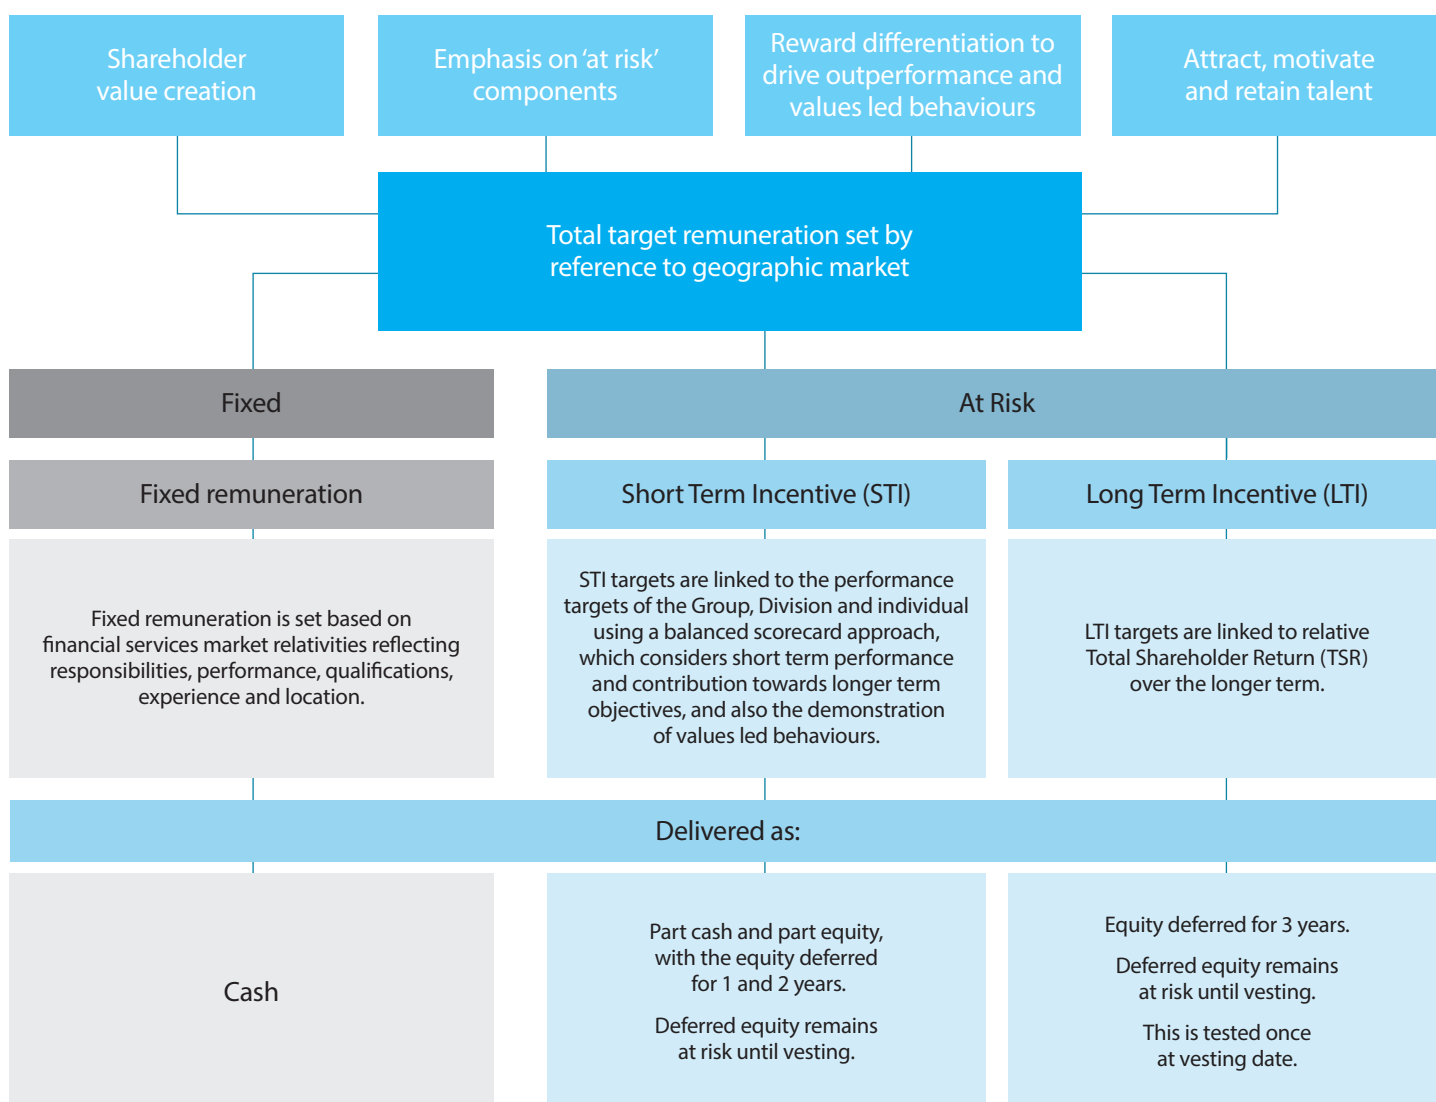 Shareholder
value creation
Emphasis on ‘at risk’
components
Reward differentiation to
drive outperformance and
values led behaviours
Attract, motivate
and retain talent
Total target remuneration set by
reference to geographic market
Fixed
At Risk
Fixed remuneration
Short Term Incentive (STI)
Long Term Incentive (LTI)
Fixed remuneration is set based on
financial services market relativities reflecting
responsibilities, performance, qualifications,
experience and location.
STI targets are linked to the performance
targets of the Group, Division and individual
using a balanced scorecard approach,
which considers short term performance
and contribution towards longer term
objectives, and also the demonstration
of values led behaviours.
LTI targets are linked to relative
Total Shareholder Return (TSR)
over the longer term.
Delivered as:
Cash
Part cash and part equity,
with the equity deferred
for 1 and 2 years.
Deferred equity remains
at risk until vesting.
Equity deferred for 3 years.
Deferred equity remains
at risk until vesting.
This is tested once
at vesting date.